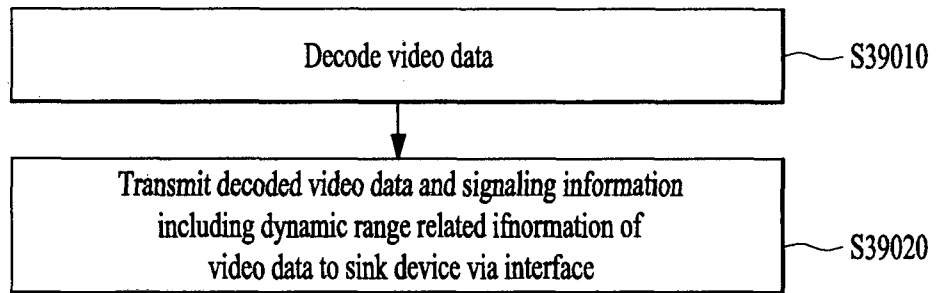 Decode video data
S39010
Transmit decoded video data and signaling information
including dynamic range related ifnormation of
video data to sink device via interface
S39020